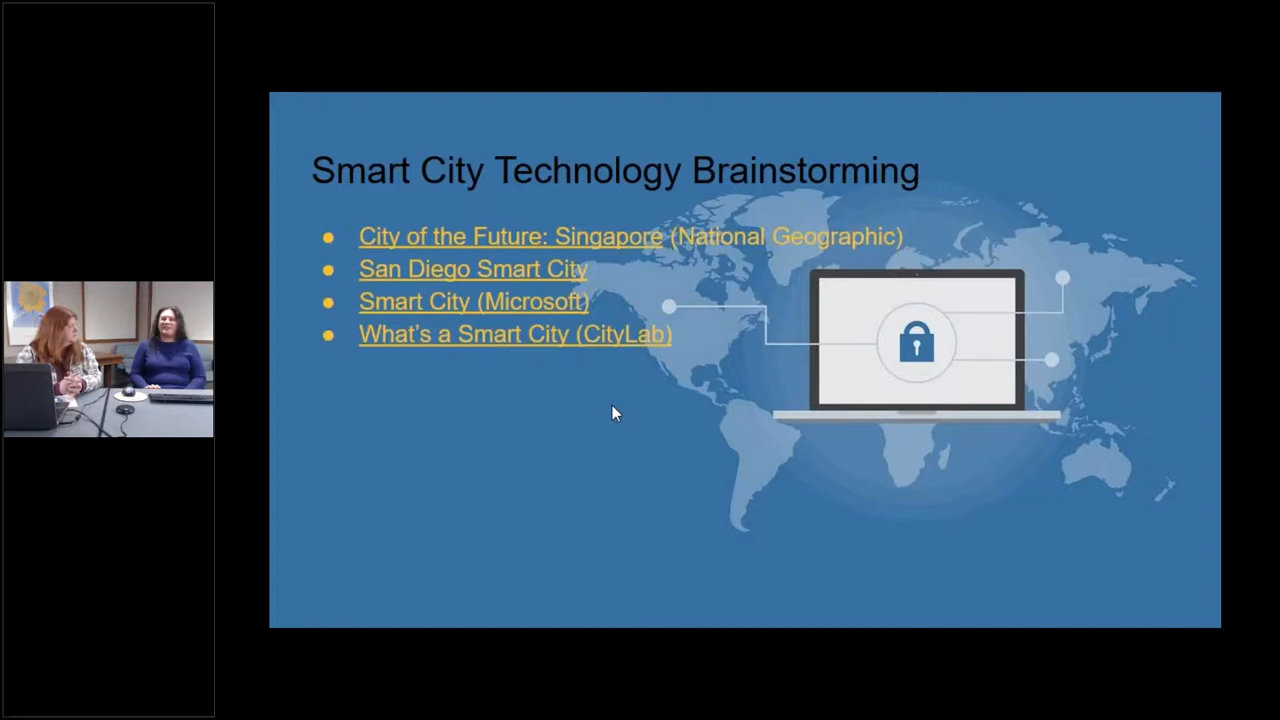 Smart City Technology Brainstorming
City of the Future: Singapore (National Geographic)
San Diego Smart City
Smart City (Microsoft)
What's a Smart City (CityLab)